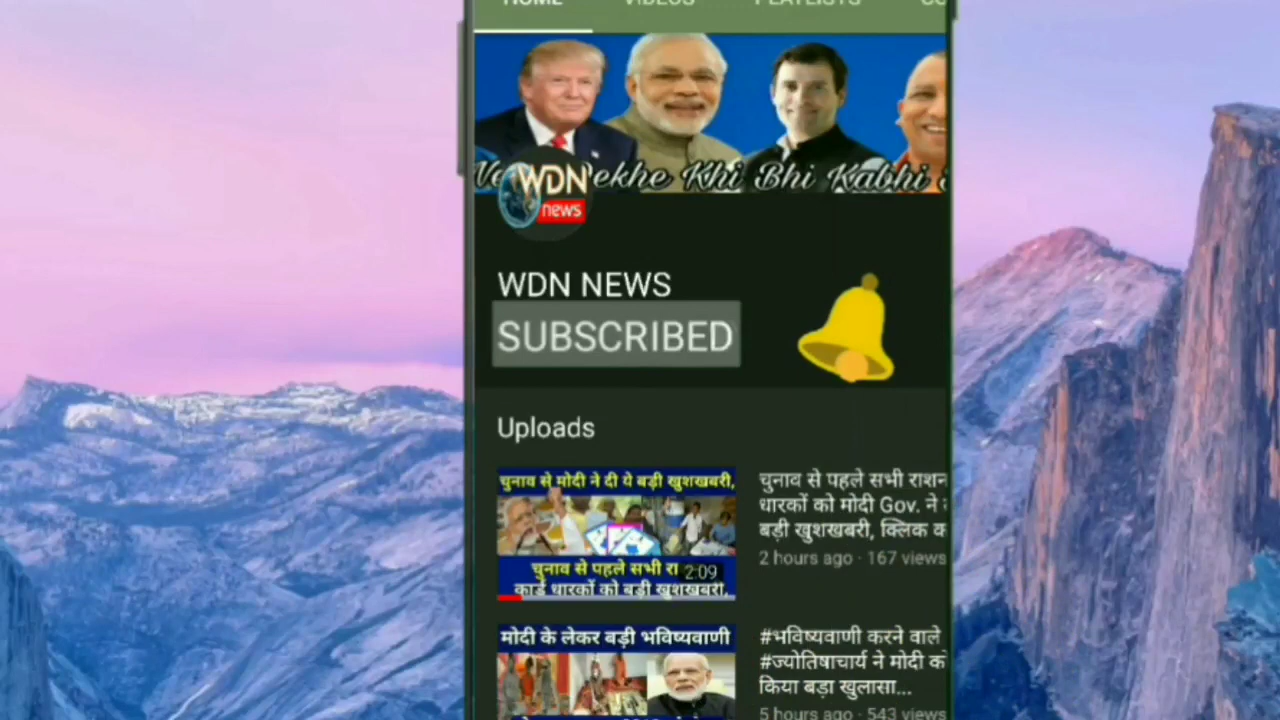 HOME VIDEOS PLAYLISTS
ekhe Khi Bhi Kabhi
WDN
news
WDN NEWS
SUBSCRIBED
Uploads
चुनाव से मोदी ने दी ये बड़ी खुशखबरी,
चुनाव से पहले सभी रा
2:09
कार्ड धारकों को बड़ी खुशखबरी.
चुनाव से पहले सभी राशन
धारकों को मोदी Gov. ने
बड़ी खुशखबरी, क्लिक क
2 hours ago · 167 views
मोदी के लेकर बड़ी भविष्यवाणी
#भविष्यवाणी करने वाले
#ज्योतिषाचार्य ने मोदी को
किया बड़ा खुलासा...
5 hours ago · 543 views